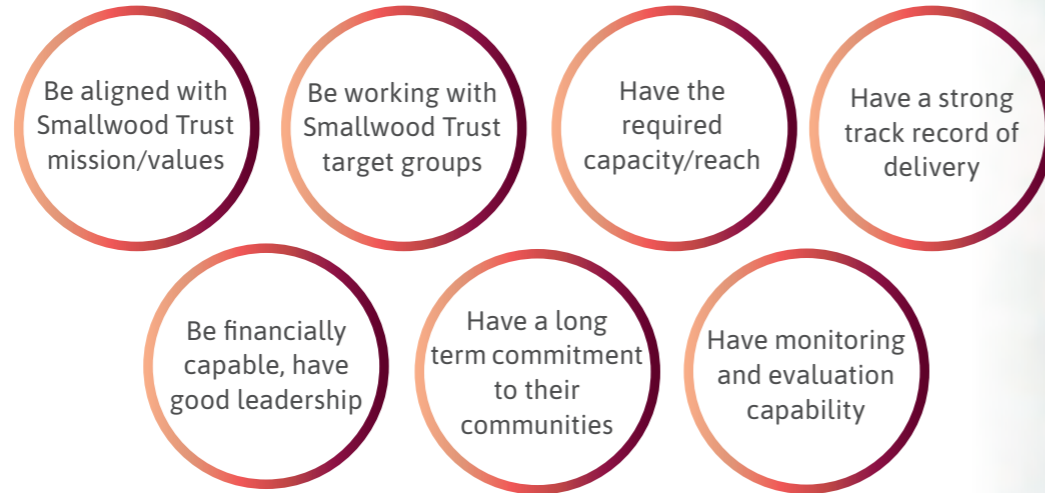 Be aligned with
Smallwood Trust
mission/values
Be working with
Smallwood Trust
target groups
Have the
required
capacity/reach
Have a strong
track record of
delivery
Be financially
capable, have
good leadership
Have a long
term commitment
to their
communities
Have monitoring
and evaluation
capability